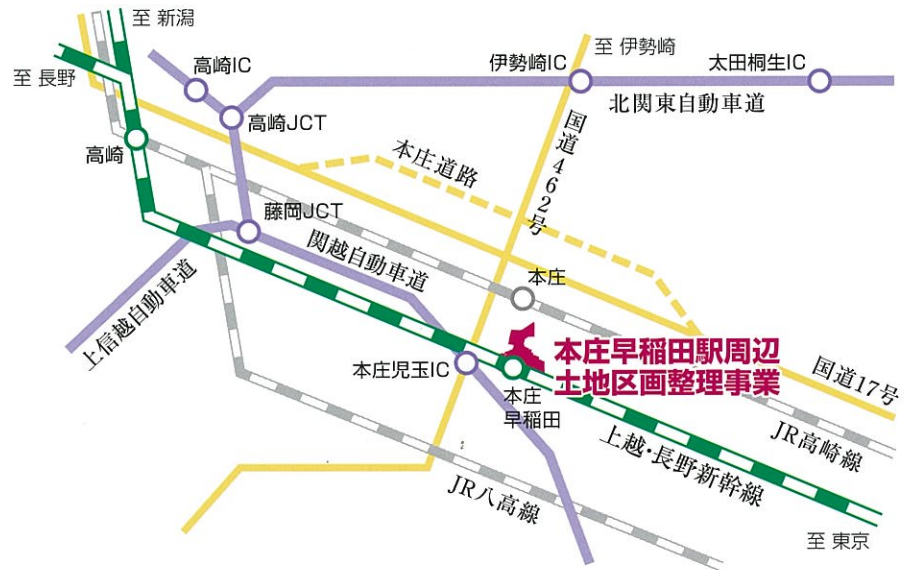 至 新潟
至 長野
高崎IC
高崎JCT
高崎
伊勢崎IC
至 伊勢崎
太田桐生IC
北関東自動車道
国道462号
本庄道路
藤岡JCT
関越自動車道
上信越自動車道
本庄
本庄児玉IC
本庄
早稲田
本庄早稲田駅周辺
土地区画整理事業
国道17号
JR高崎線
上越・長野新幹線
JR八高線
至 東京